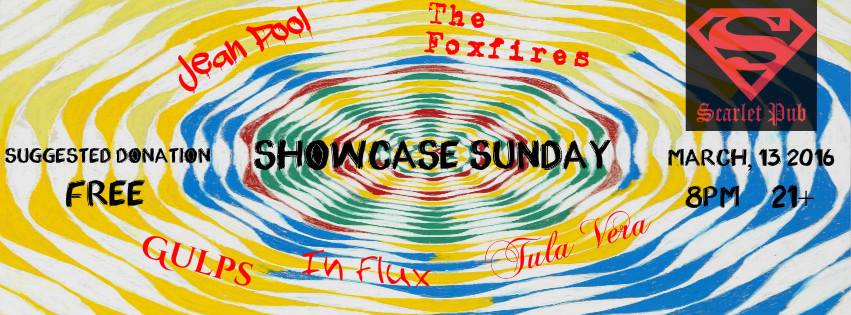 Jean Pool
The
Foxfires
S
Scarlet Pub
SUGGESTED DONATION
FREE
SHOWCASE SUNDAY
MARCH, 13 2016
8PM 21+
GULPS
In Flux
Tula Vera